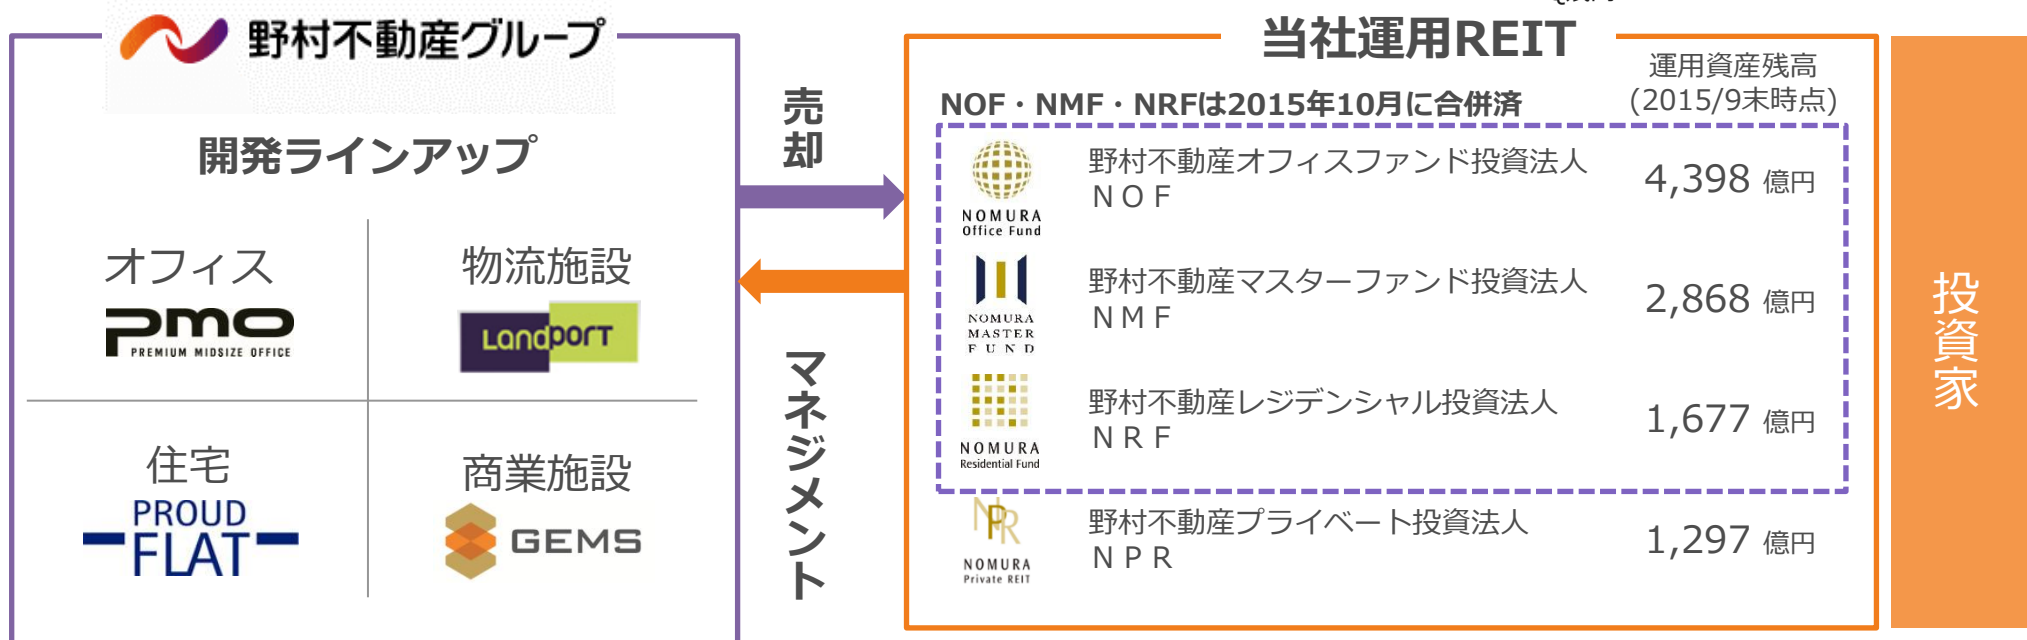 野村不動産グループ
開発ラインアップ
オフィス
pmo
PREMIUM MIDSIZE OFFICE
物流施設
Landport
住宅
PROUD
FLAT
商業施設
GEMS
売却
マネジメント
当社運用REIT
運用資産残高
(2015/9末時点)
NOF・NMF・NRFは2015年10月に合併済
NOMURA
Office Fund
野村不動産オフィスファンド投資法人
ＮＯＦ
4,398 億円
NOMURA
MASTER
FUND
野村不動産マスターファンド投資法人
ＮＭＦ
2,868 億円
NOMURA
Residential Fund
野村不動産レジデンシャル投資法人
ＮＲＦ
1,677 億円
NPR
NOMURA
Private REIT
野村不動産プライベート投資法人
ＮＰＲ
1,297 億円
投資家